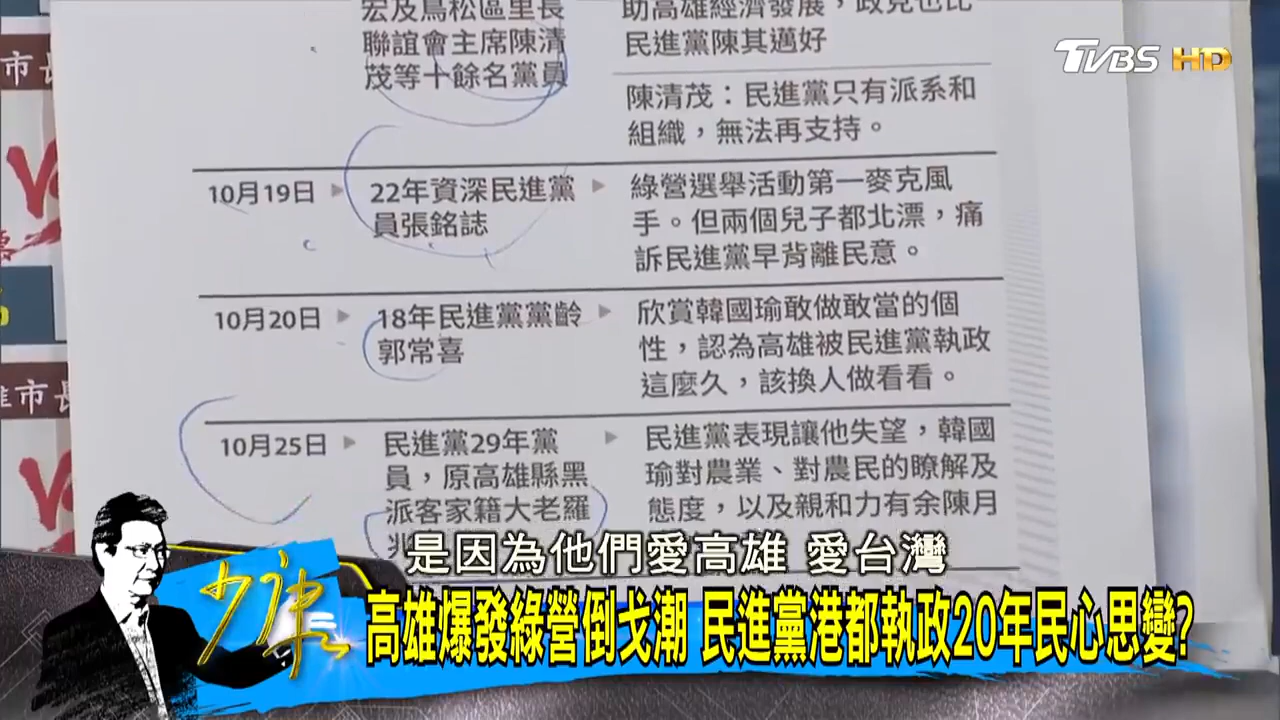 宏及鳥松區里長
聯誼會主席陳清
茂等十餘名黨員
助高雄經濟發展，政見也比
民進黨陳其邁好
陳清茂：民進黨只有派系和
組織，無法再支持。
TVBS HD
10月19日
22年資深民進黨
員張銘誌
綠營選舉活動第一麥克風
手。但兩個兒子都北漂，痛
訴民進黨早背離民意。
10月20日
18年民進黨黨齡
郭常喜
欣賞韓國瑜敢做敢當的個
性，認為高雄被民進黨執政
這麼久，該換人做看看。
10月25日
民進黨29年黨
員，原高雄縣黑
派客家籍大老羅
兆
民進黨表現讓他失望，韓國
瑜對農業、對農民的瞭解及
態度，以及親和力有余陳月
市長
市長
是因為他們愛高雄 愛台灣
少康
高雄爆發綠營倒戈潮 民進黨港都執政20年民心思變?